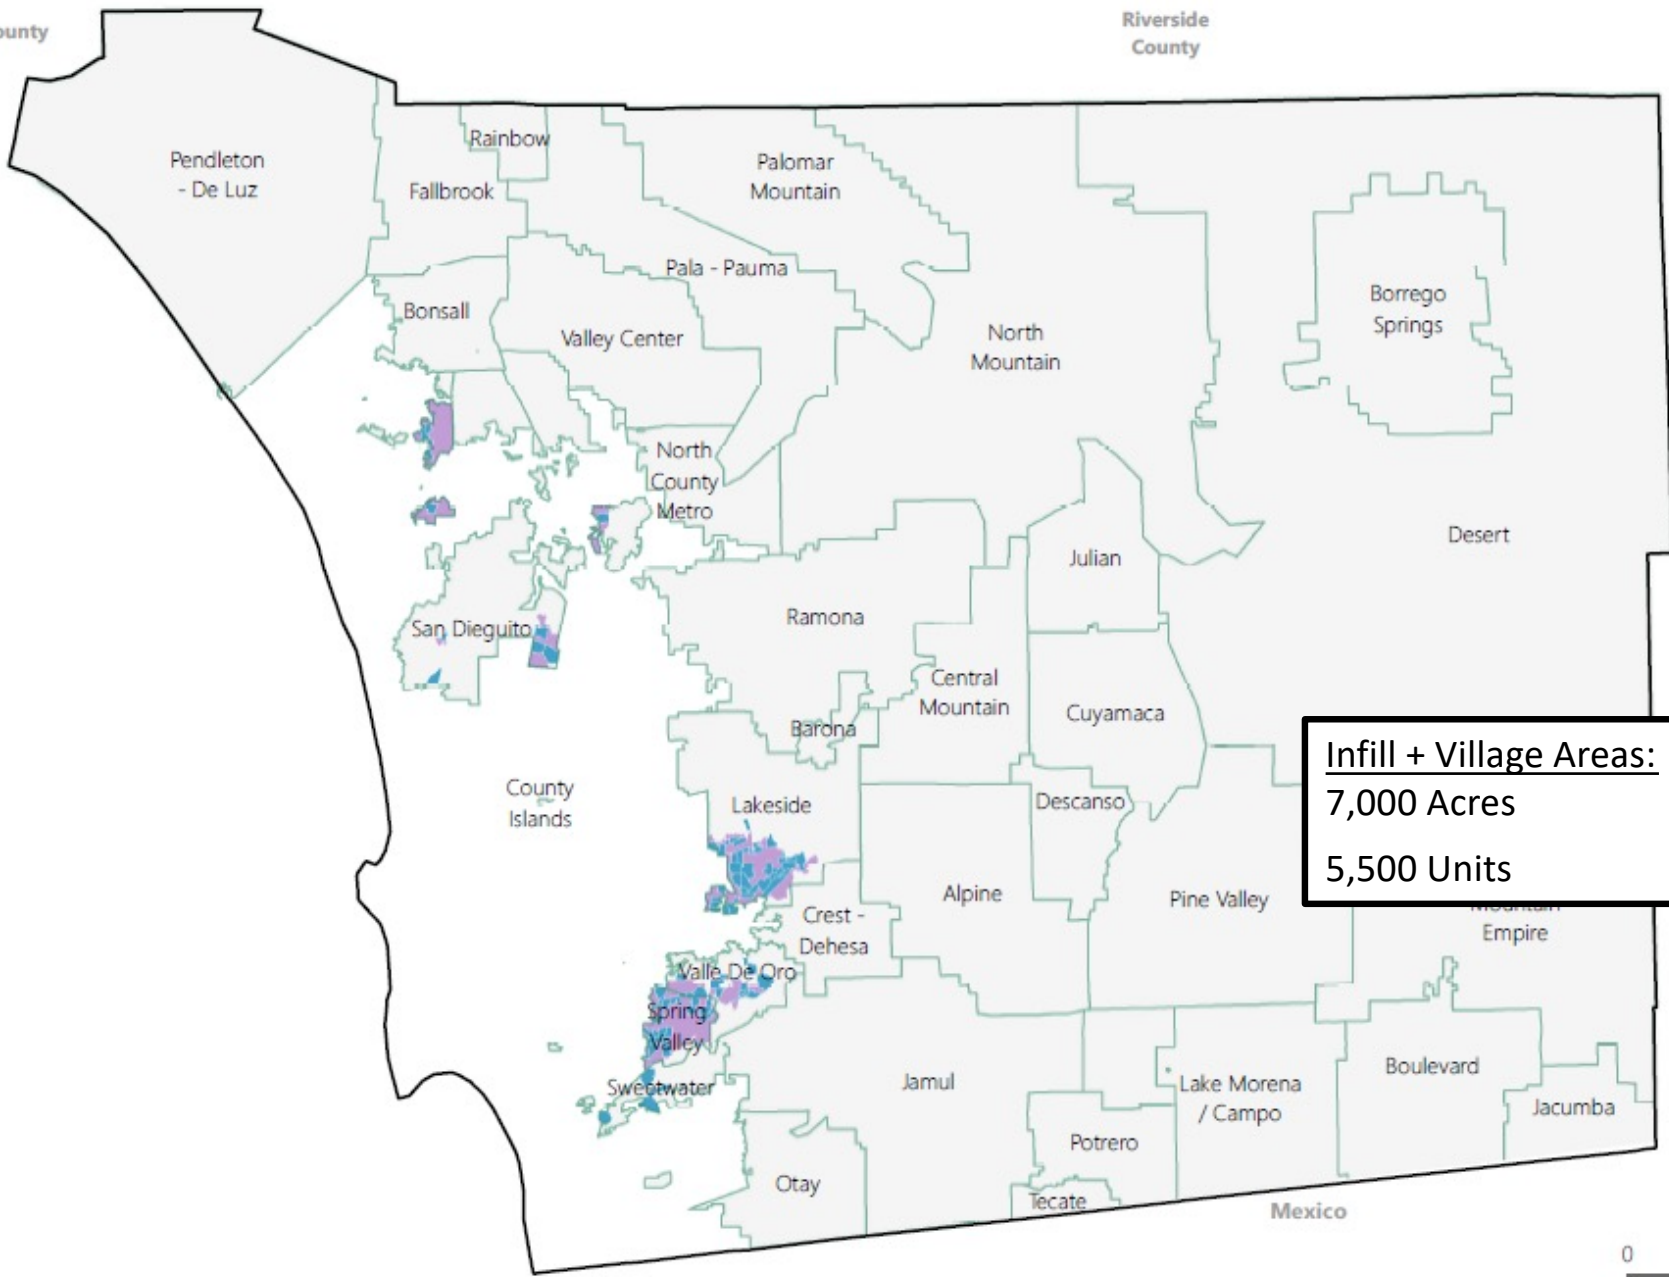 ounty
Riverside
County
Rainbow
Pendleton
- De Luz
Fallbrook
Palomar
Mountain
Pala - Pauma
Bonsall
Valley Center
North
Mountain
Borrego
Springs
North
County
Metro
Desert
Julian
San Dieguito
Ramona
Central
Mountain
Cuyamaca
Barona
County
Islands
Lakeside
Descanso
Infill + Village Areas:
7,000 Acres
5,500 Units
Alpine
Pine Valley
Crest -
Dehesa
Mountain
Empire
Valle De Oro
Spring
Valley
Sweetwater
Jamul
Lake Morena
/ Campo
Boulevard
Jacumba
Potrero
Otay
Tecate
Mexico
0